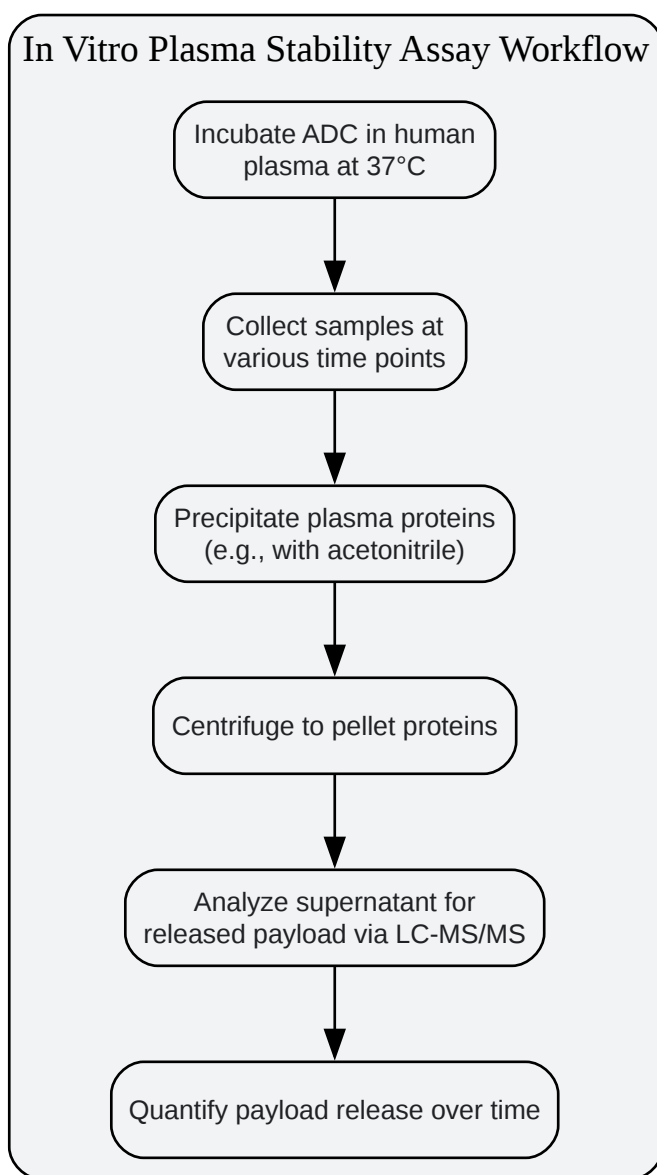 In Vitro Plasma Stability Assay Workflow
Incubate ADC in human
plasma at 37°C
Collect samples at
various time points
Precipitate plasma proteins
(e.g., with acetonitrile)
Centrifuge to pellet proteins
Analyze supernatant for
released payload via LC-MS/MS
Quantify payload release over time